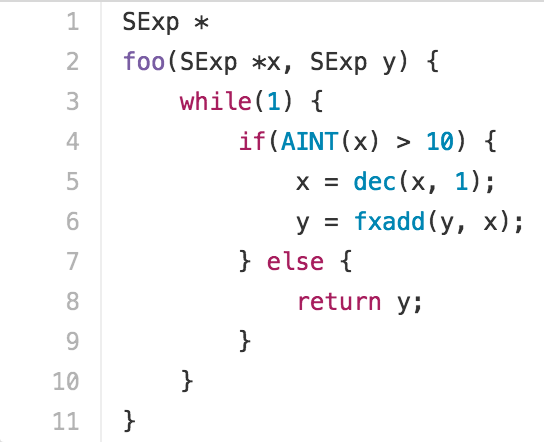 1 SExp *
2 foo(SExp *x, SExp y) {
3     while(1) {
4         if(AINT(x) > 10) {
5             x = dec(x, 1);
6             y = fxadd(y, x);
7         } else {
8             return y;
9         }
10     }
11 }